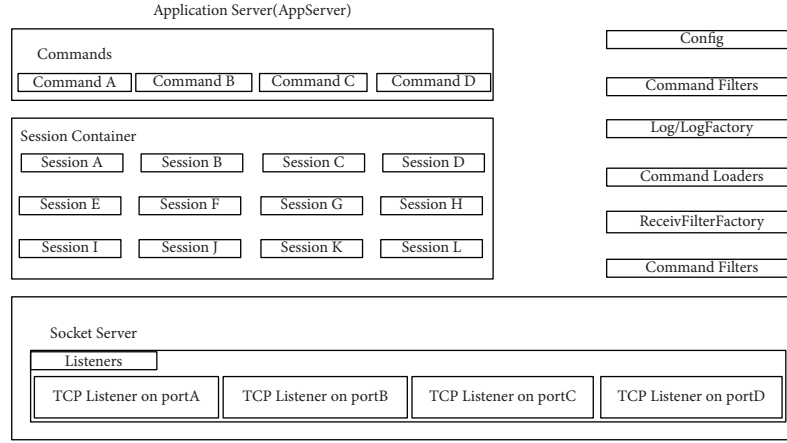 Application Server(AppServer)
Commands
Command A Command B Command C Command D
Session Container
Session A Session B Session C Session D
Session E Session F Session G Session H
Session I Session J Session K Session L
Config
Command Filters
Log/LogFactory
Command Loaders
ReceivFilterFactory
Command Filters
Socket Server
Listeners
TCP Listener on portA TCP Listener on portB TCP Listener on portC TCP Listener on portD